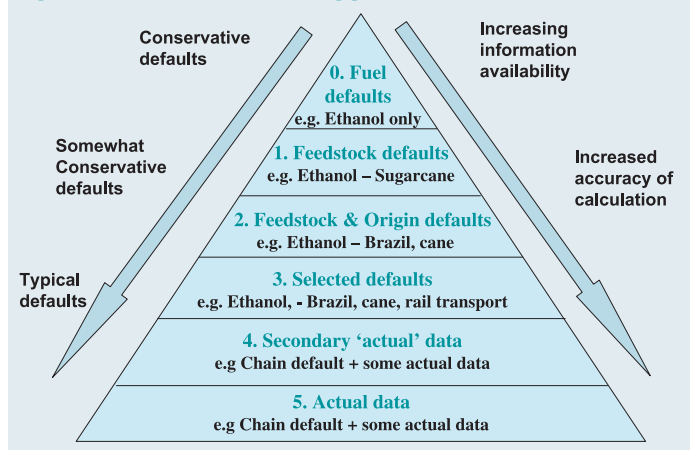 Conservative
defaults
Increasing
information
availability
0. Fuel
defaults
e.g. Ethanol only
Somewhat
Conservative
defaults
1. Feedstock defaults
e.g. Ethanol – Sugarcane
Increased
accuracy of
calculation
2. Feedstock & Origin defaults
e.g. Ethanol – Brazil, cane
Typical
defaults
3. Selected defaults
e.g. Ethanol, - Brazil, cane, rail transport
4. Secondary ‘actual’ data
e.g Chain default + some actual data
5. Actual data
e.g Chain default + some actual data